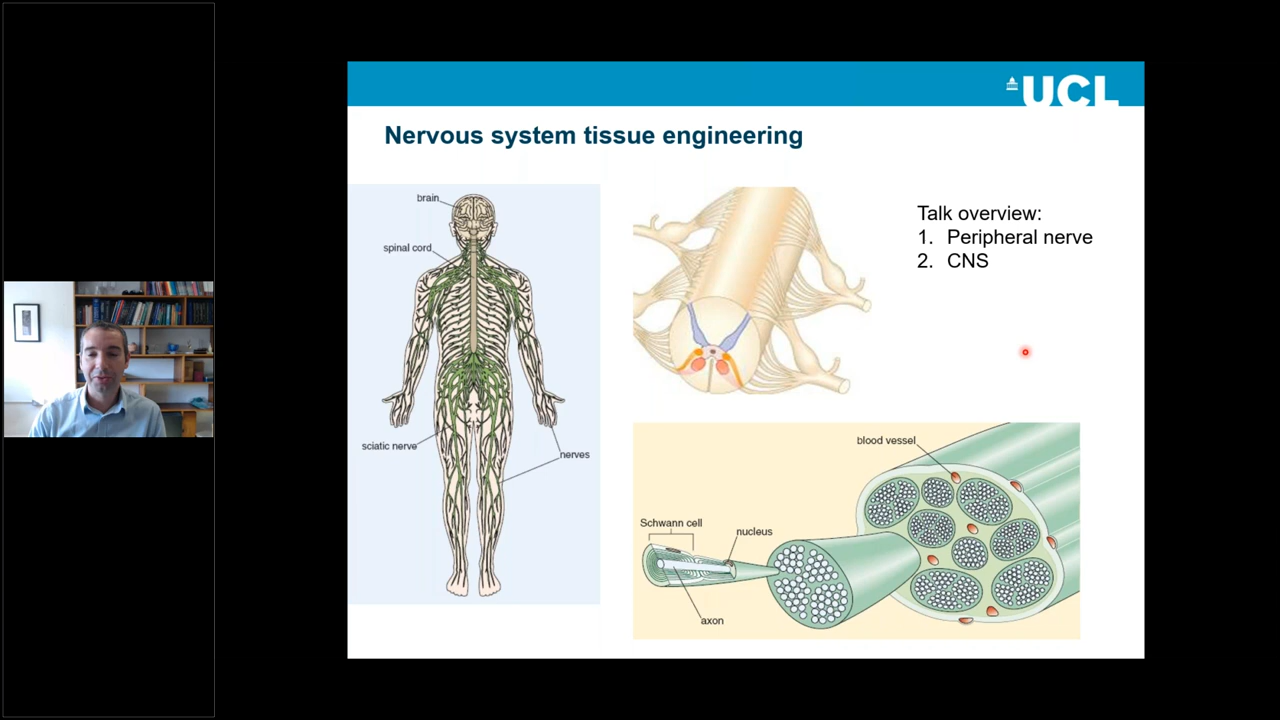 UCL
Nervous system tissue engineering
brain
spinal cord
sciatic nerve
nerves
Talk overview:
1. Peripheral nerve
2. CNS
blood vessel
Schwann cell
nucleus
axon